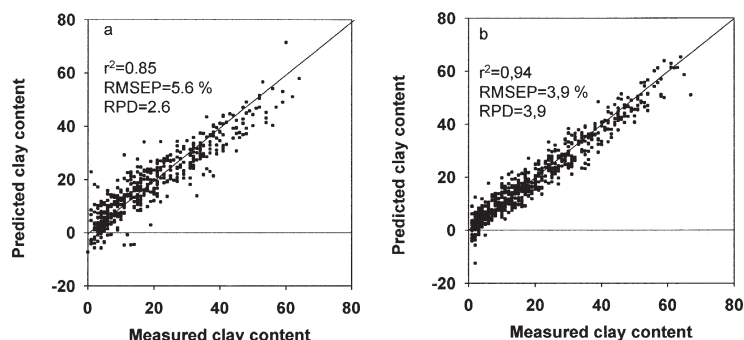 a
r²=0.85
RMSEP=5.6 %
RPD=2.6
Predicted clay content
80
60
40
20
0
-20
0 20 40 60 80
Measured clay content
b
r²=0,94
RMSEP=3,9 %
RPD=3,9
Predicted clay content
80
60
40
20
0
-20
0 20 40 60 80
Measured clay content